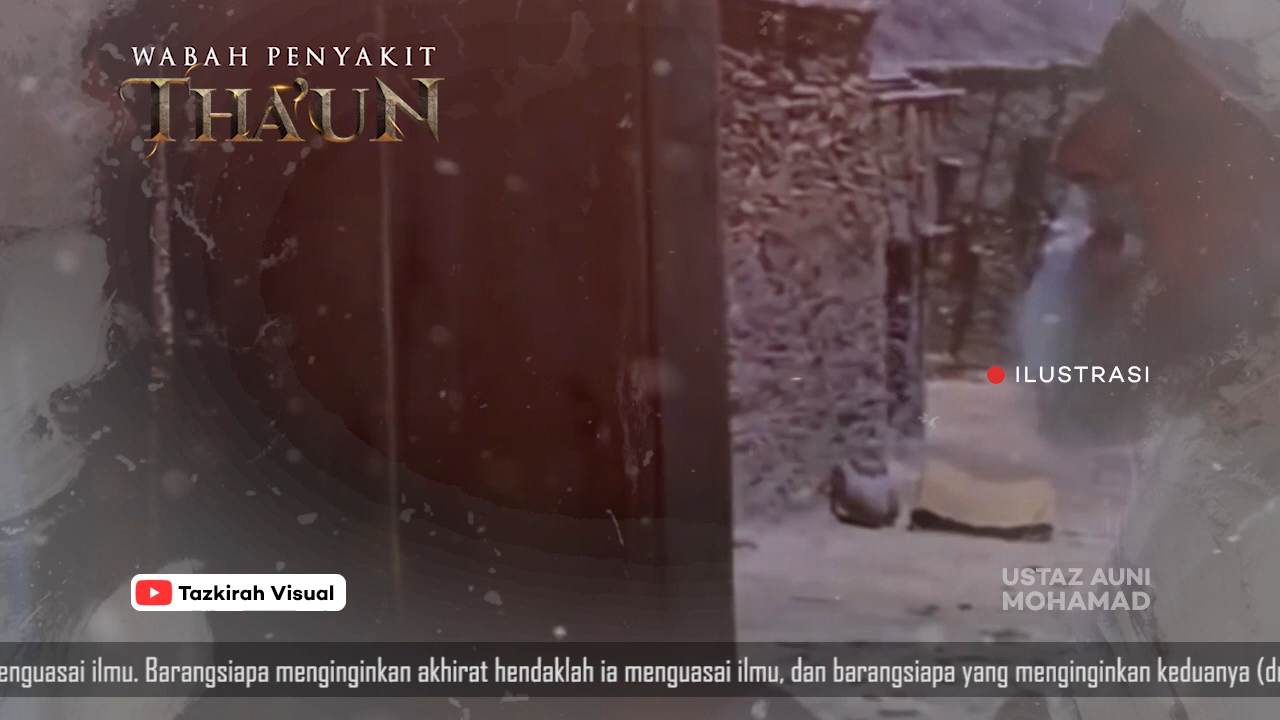 WABAH PENYAKIT
THA'UN
ILUSTRASI
Tazkirah Visual
USTAZ AUNI
MOHAMAD
enguasai ilmu. Barangsiapa menginginkan akhirat hendaklah ia menguasai ilmu, dan barangsiapa yang menginginkan keduanya (d